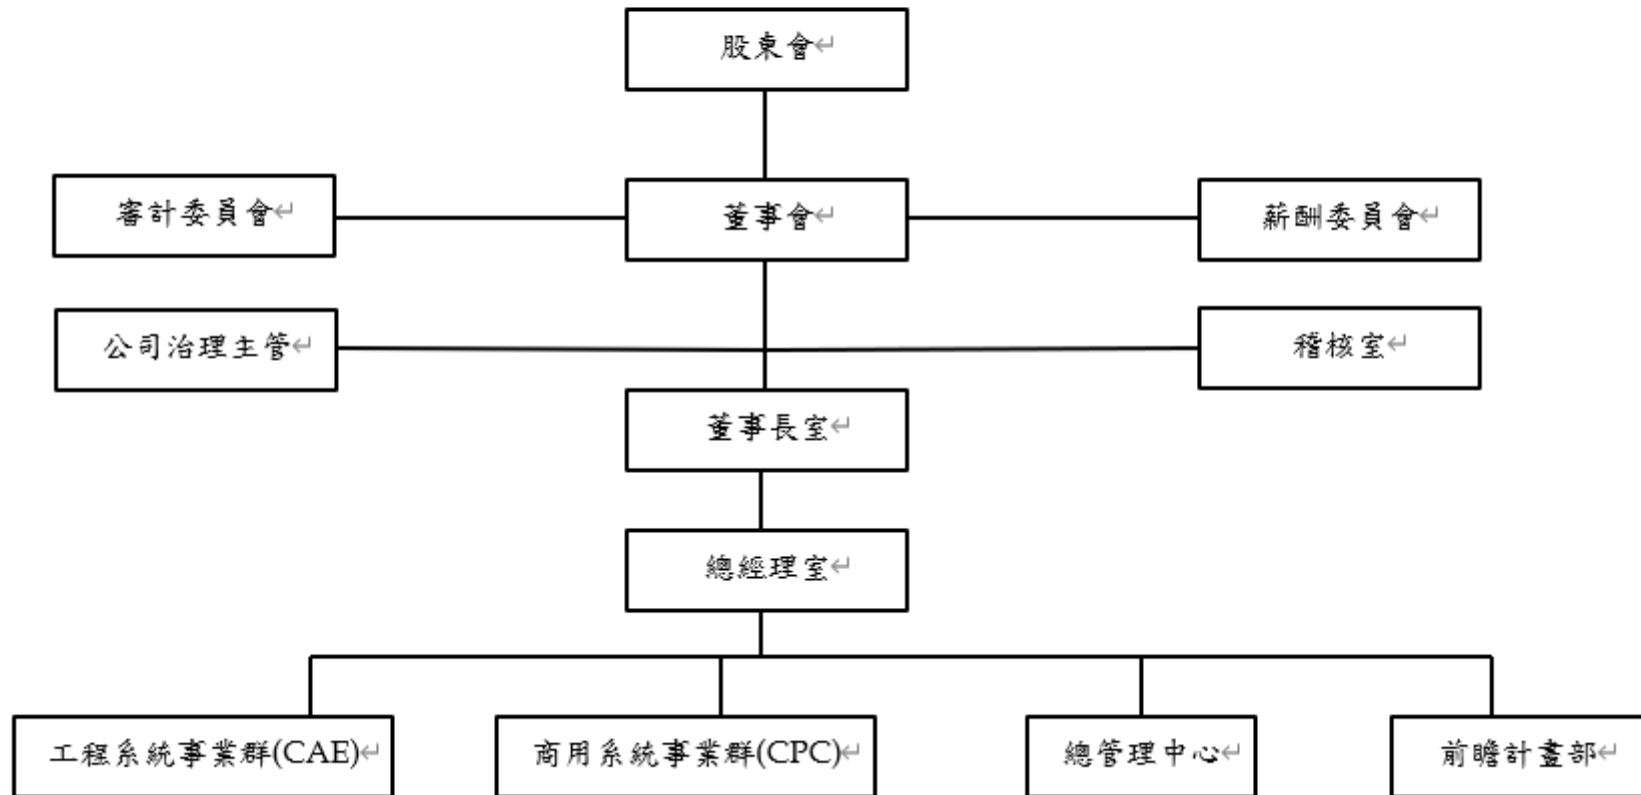 股東會
審計委員會
董事會
薪酬委員會
公司治理主管
稽核室
董事長室
總經理室
工程系統事業群(CAE)
商用系統事業群(CPC)
總管理中心
前瞻計畫部